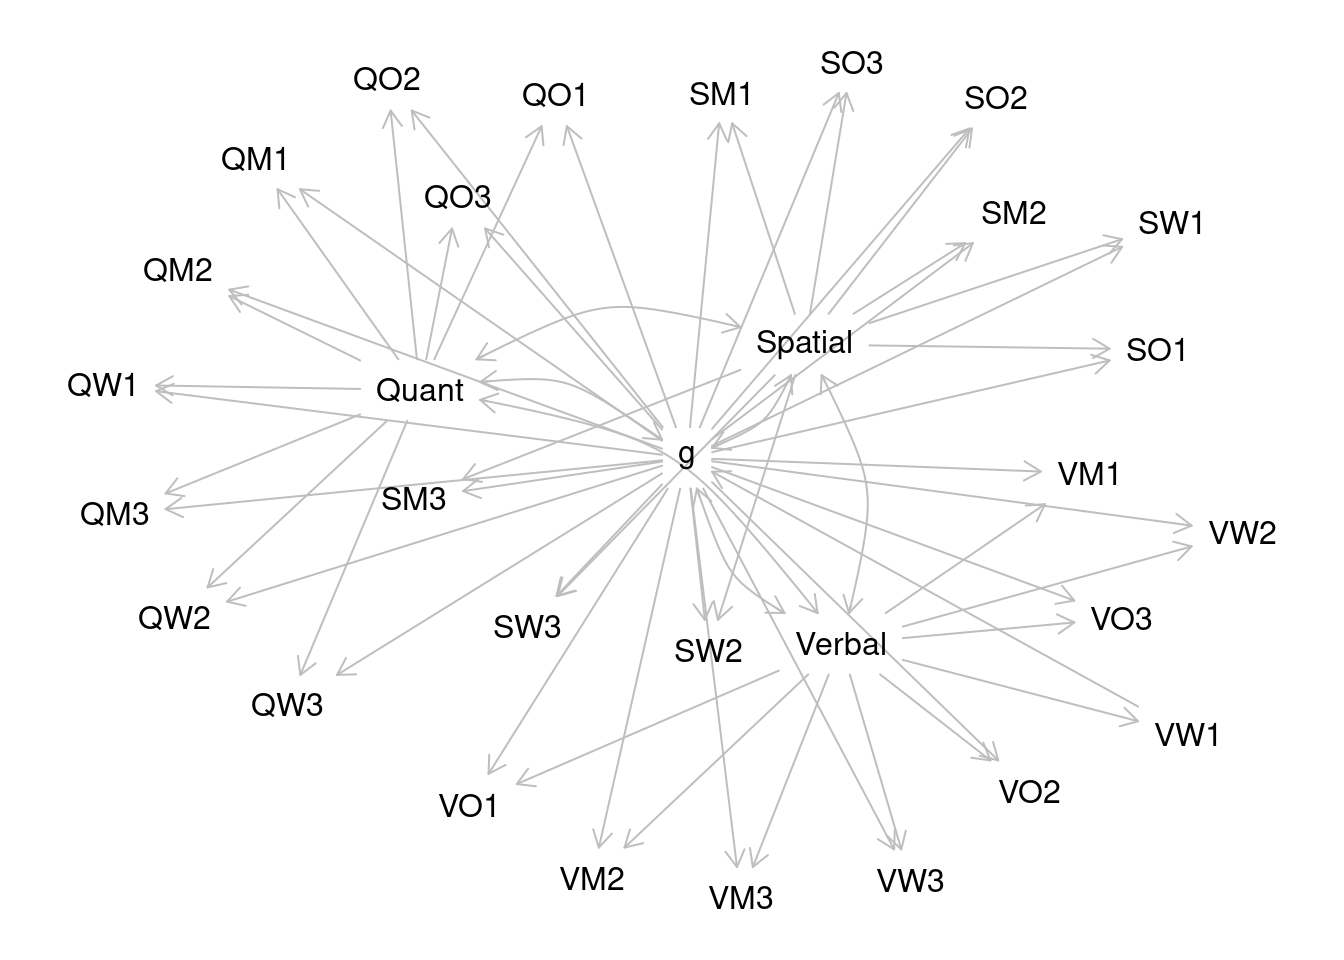 SO3
QO2
QO1
SM1
SO2
QM1
QO3
SM2
SW1
QM2
Spatial
SO1
QW1
Quant
g
VM1
SM3
QM3
VW2
QW2
SW3
VO3
SW2
Verbal
QW3
VW1
VO2
VO1
VM2
VW3
VM3